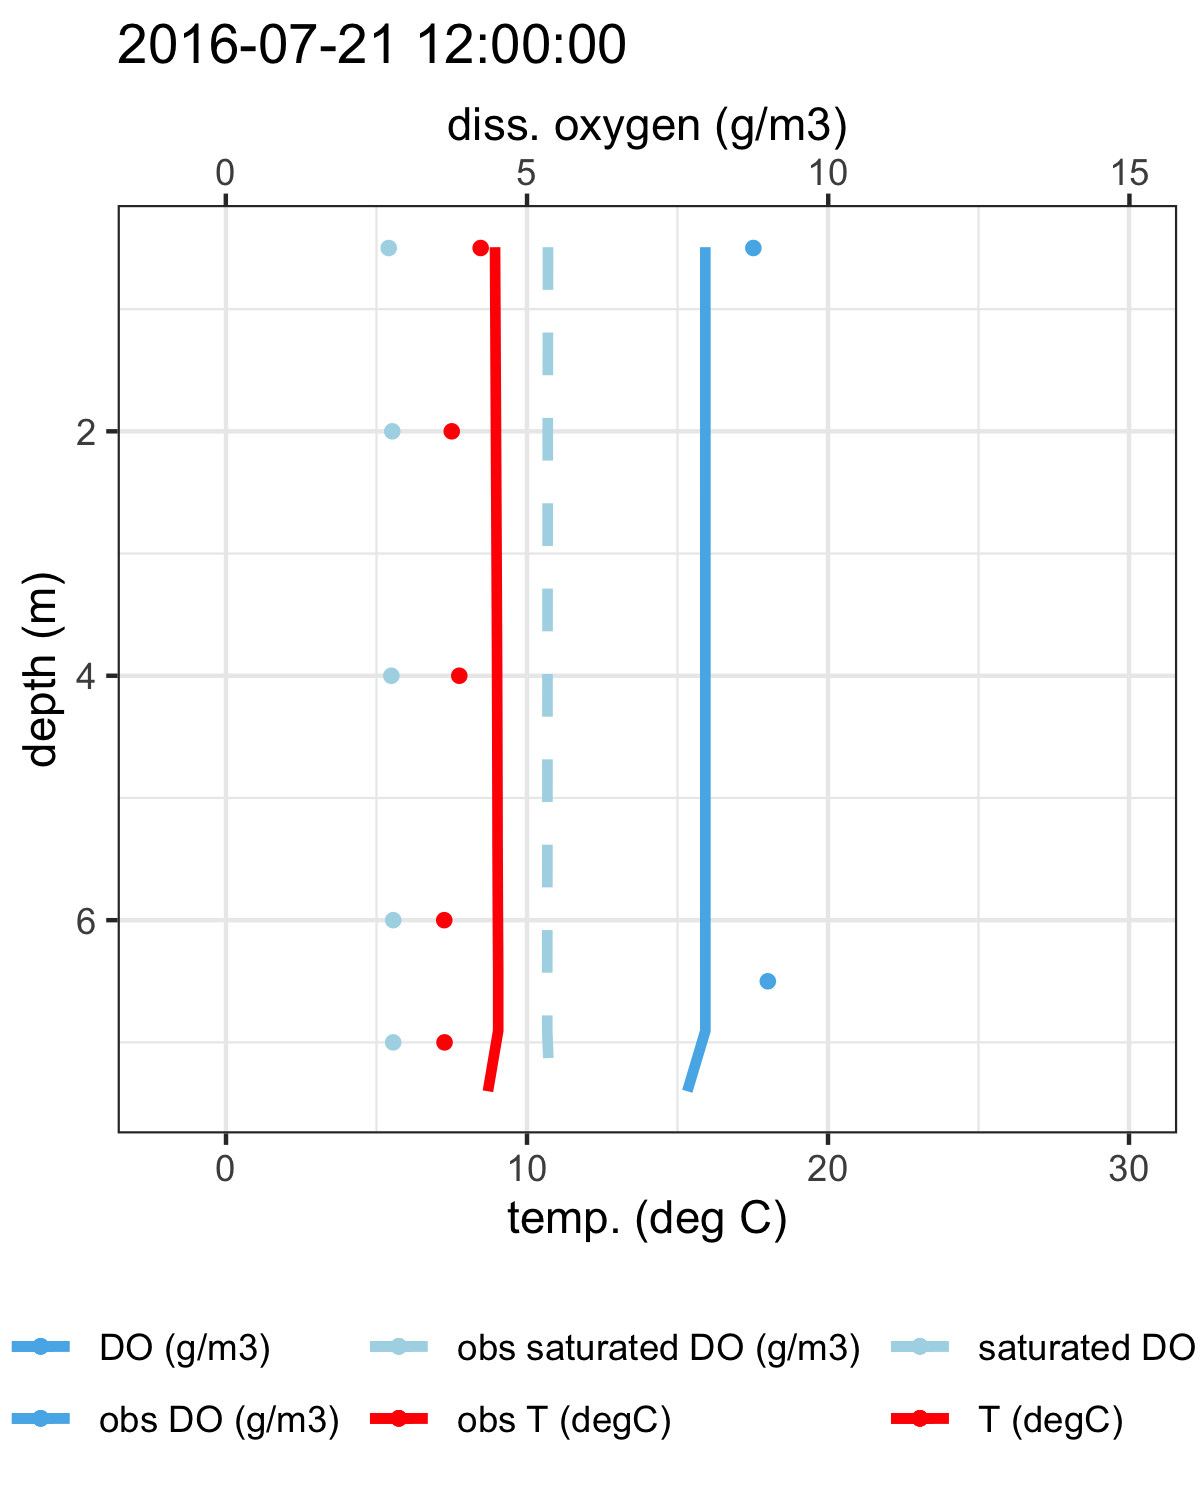 2016-07-21 12:00:00
diss. oxygen (g/m3)
0 5 10 15
depth (m)
2
4
6
0 10 20 30
temp. (deg C)
DO (g/m3) obs saturated DO (g/m3) saturated DO
obs DO (g/m3) obs T (degC) T (degC)